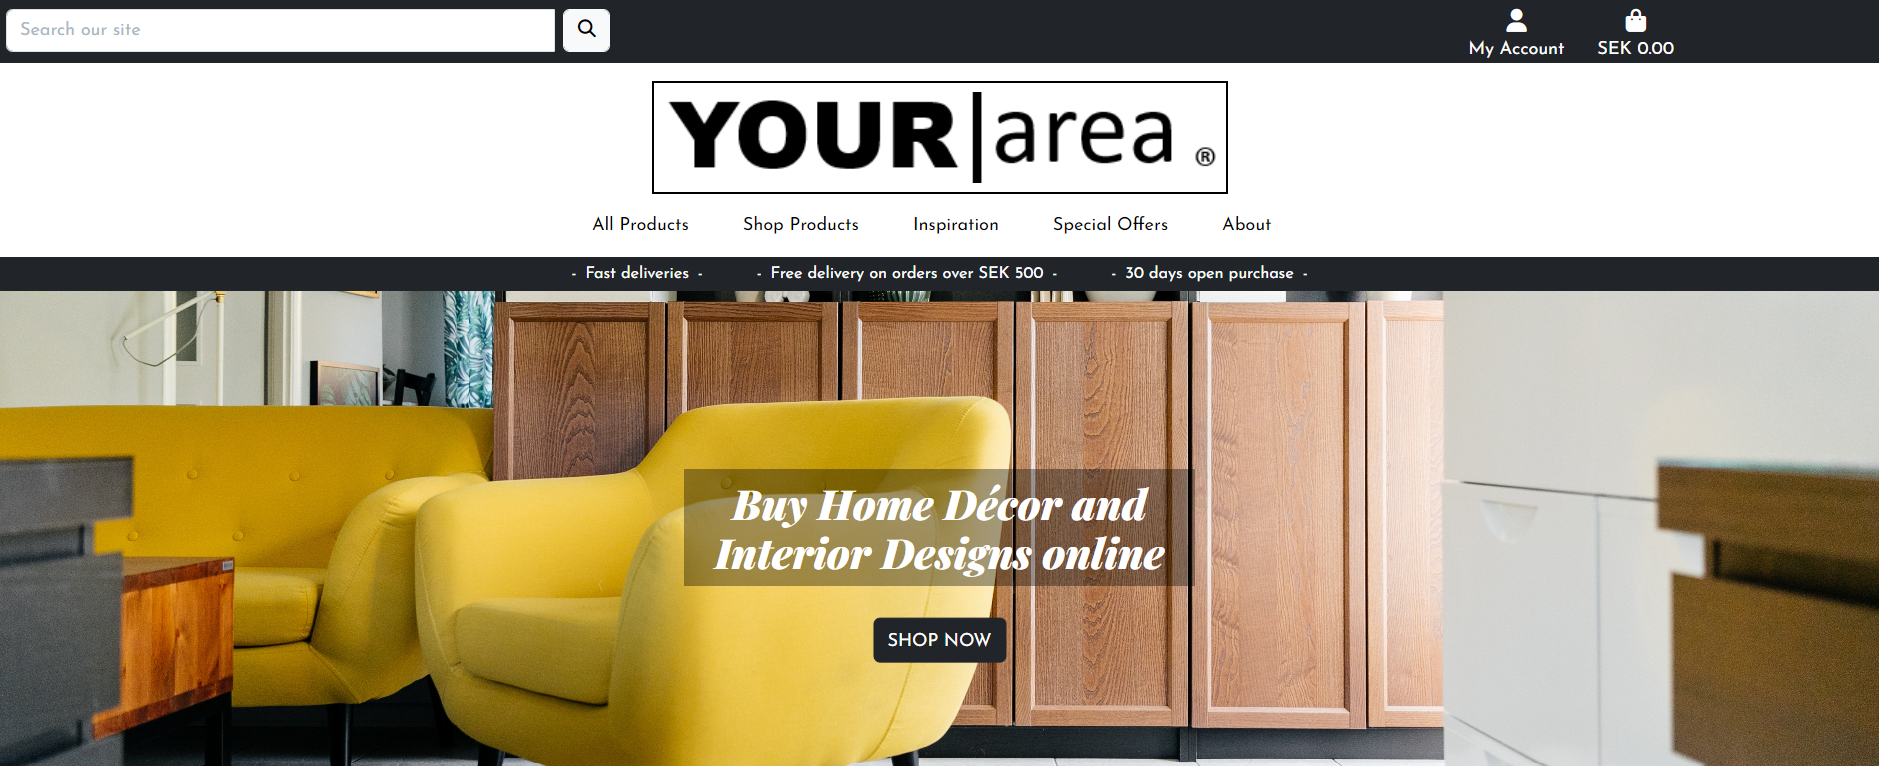 Search our site
My Account
SEK 0.00
YOUR|area ®
All Products
Shop Products
Inspiration
Special Offers
About
- Fast deliveries -
- Free delivery on orders over SEK 500 -
- 30 days open purchase -
Buy Home Décor and
Interior Designs online
SHOP NOW